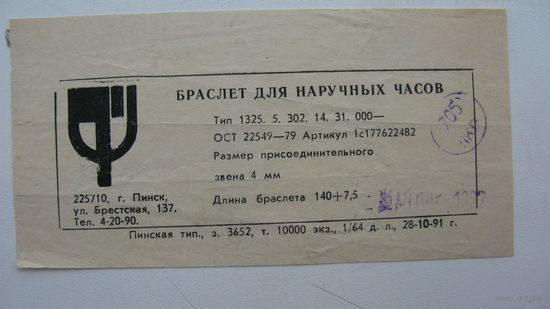 БРАСЛЕТ ДЛЯ НАРУЧНЫХ ЧАСОВ
Тип 1325. 5. 302. 14. 31. 000—
ОСТ 22549—79 Артикул 1с177622482
Размер присоединительного
звена 4 мм
Длина браслета 140+7,5 -
225710, г. Пинск,
ул. Брестская, 137.
Тел. 4-20-90.
Пинская тип., з. 3652, т. 10000 экз., 1/64 д. л., 28-10-91 г.